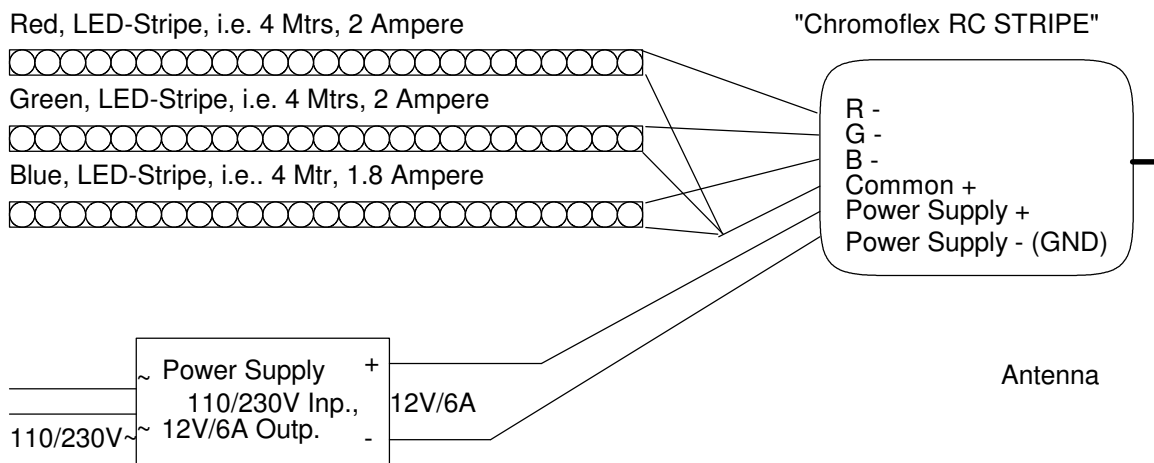 Red, LED-Stripe, i.e. 4 Mtrs, 2 Ampere
"Chromoflex RC STRIPE"
Green, LED-Stripe, i.e. 4 Mtrs, 2 Ampere
Blue, LED-Stripe, i.e.. 4 Mtr, 1.8 Ampere
R -
G -
B -
Common +
Power Supply +
Power Supply - (GND)
Antenna
~ Power Supply +
110/230V Inp., 12V/6A
110/230V~ ~ 12V/6A Outp. -